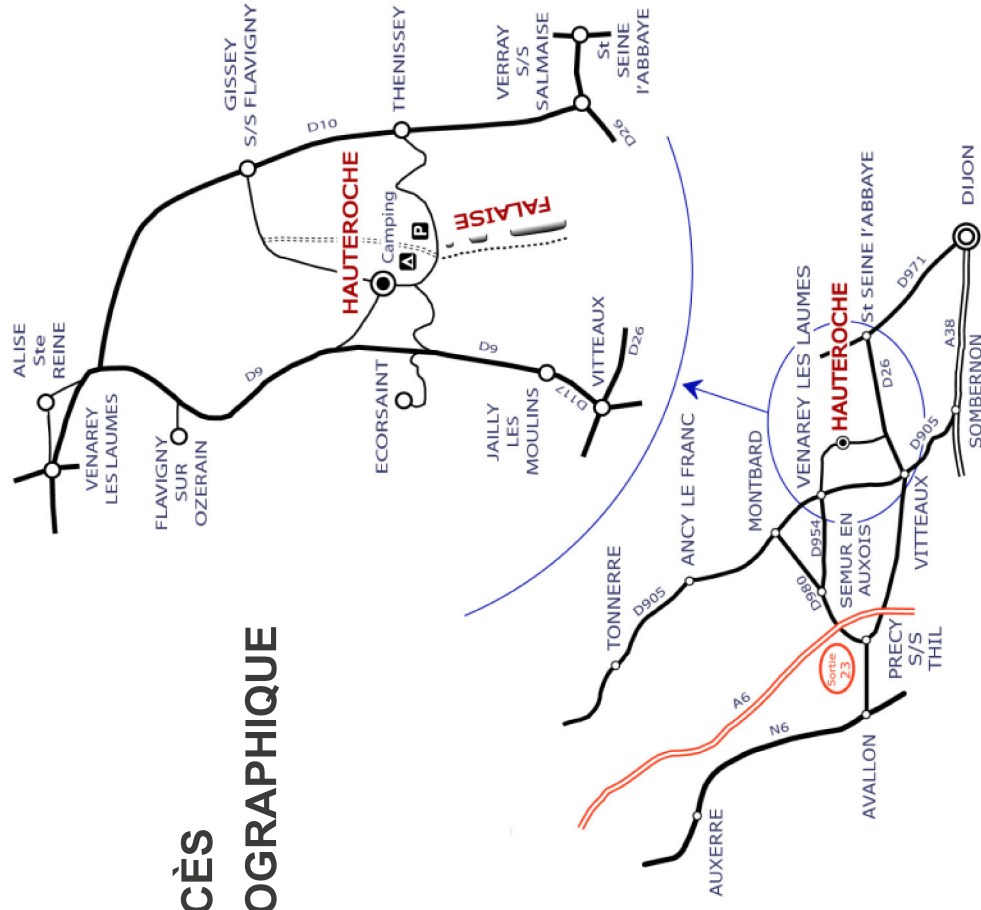 CÈS
OGRAPHIQUE
ALISE
Ste
REINE
VENAREY
LES LAUMES
FLAVIGNY
SUR
OZERAIN
GISSEY
S/S FLAVIGNY
D10
THENISSEY
HAUTEROCHE
Camping
P
FALAISE
D9
ECORSAINT
D9
JAILLY
LES
MOULINS
D117
VITTEAUX
D26
VERRAY
S/S
SALMAISE
D26
St
SEINE
l'ABBAYE
TONNERRE
D905
ANCY LE FRANC
MONTBARD
VENAREY LES LAUMES
HAUTEROCHE
St SEINE l'ABBAYE
D971
DIJON
A38
D26
D905
SOMBERNON
D954
D980
SEMUR EN
AUXOIS
VITTEAUX
A6
Sortie
23
PRECY
S/S
THIL
N6
AUXERRE
AVALLON